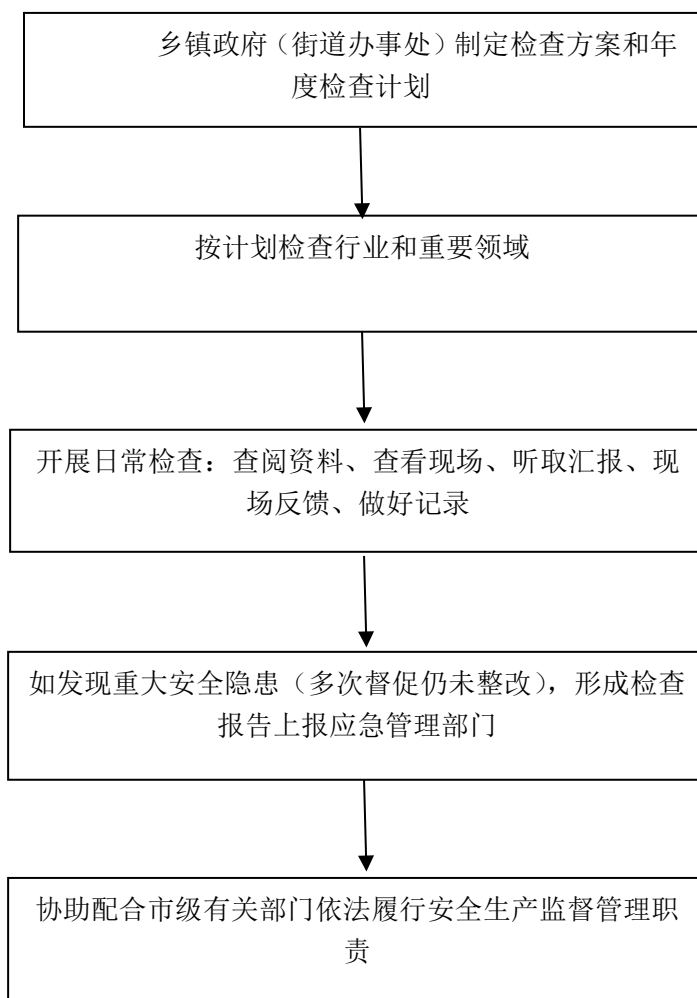 乡镇政府（街道办事处）制定检查方案和年
度检查计划
按计划检查行业和重要领域
开展日常检查：查阅资料、查看现场、听取汇报、现
场反馈、做好记录
如发现重大安全隐患（多次督促仍未整改），形成检查
报告上报应急管理部门
协助配合市级有关部门依法履行安全生产监督管理职
责